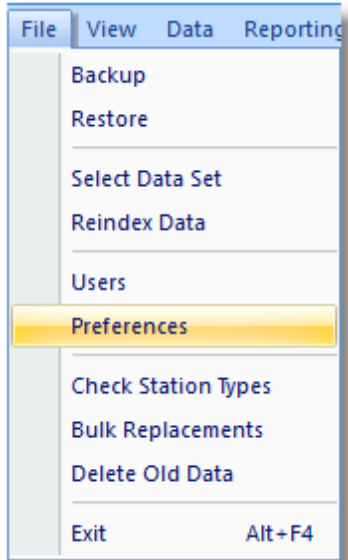 File View Data Reporting
Backup
Restore
Select Data Set
Reindex Data
Users
Preferences
Check Station Types
Bulk Replacements
Delete Old Data
Exit Alt+F4